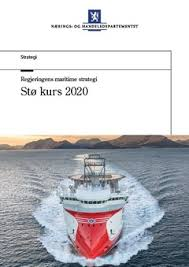 NÆRINGS- OG HANDELSDEPARTEMENTET
Strategi
Regjeringens maritime strategi
Stø kurs 2020